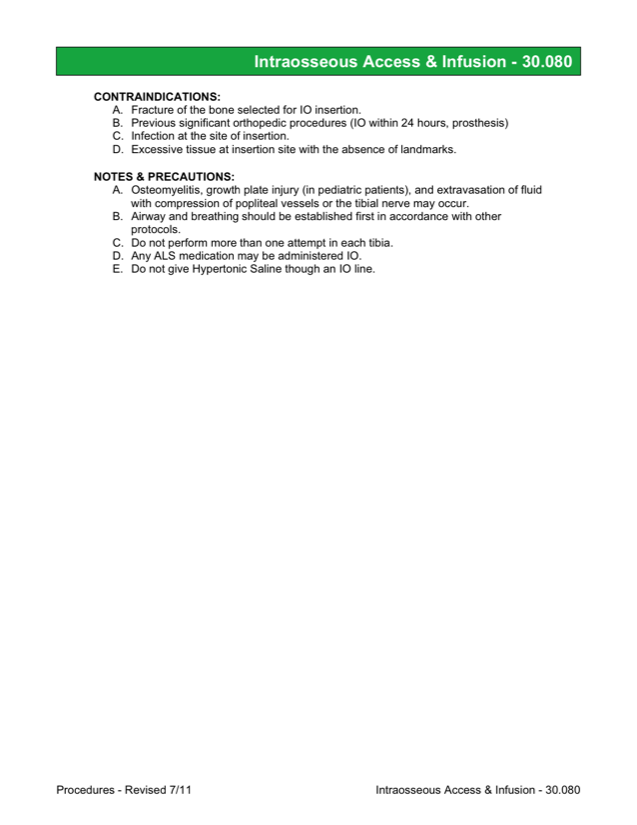 Intraosseous Access & Infusion - 30.080
CONTRAINDICATIONS:
A. Fracture of the bone selected for IO insertion.
B. Previous significant orthopedic procedures (IO within 24 hours, prosthesis)
C. Infection at the site of insertion.
D. Excessive tissue at insertion site with the absence of landmarks.
NOTES & PRECAUTIONS:
A. Osteomyelitis, growth plate injury (in pediatric patients), and extravasation of fluid
with compression of popliteal vessels or the tibial nerve may occur.
B. Airway and breathing should be established first in accordance with other
protocols.
C. Do not perform more than one attempt in each tibia.
D. Any ALS medication may be administered IO.
E. Do not give Hypertonic Saline though an IO line.
Procedures - Revised 7/11
Intraosseous Access & Infusion - 30.080